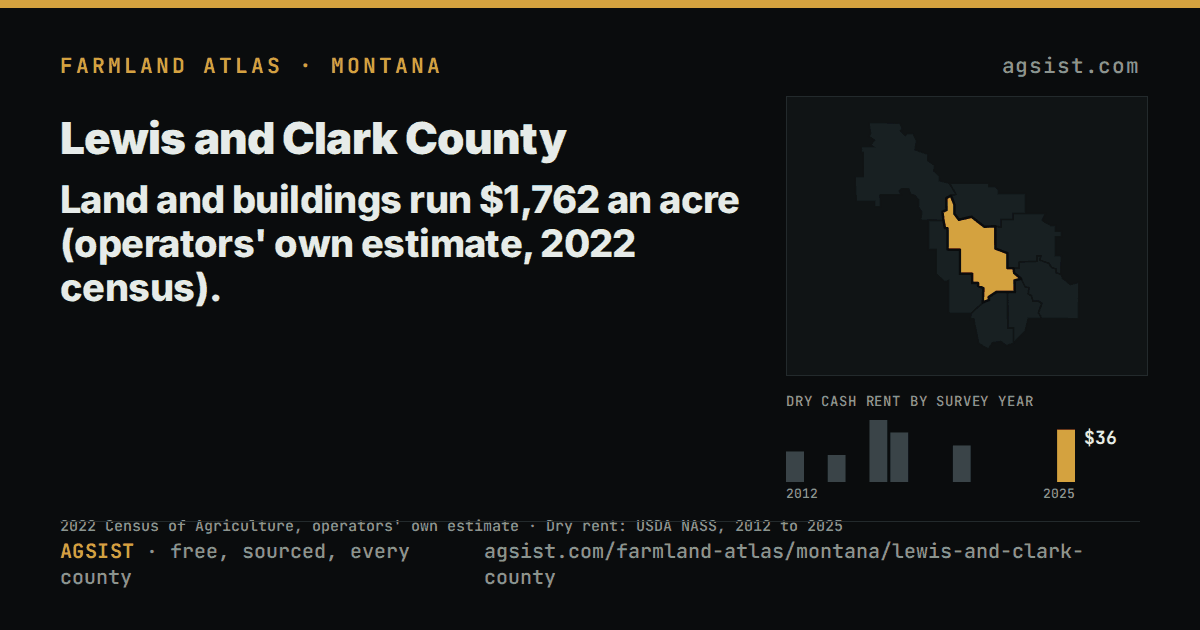 FARMLAND ATLAS · MONTANA
agsist.com
Lewis and Clark County
Land and buildings run $1,762 an acre
(operators' own estimate, 2022
census).
DRY CASH RENT BY SURVEY YEAR
$36
2012
2025
2022 Census of Agriculture, operators' own estimate · Dry rent: USDA NASS, 2012 to 2025
AGSIST · free, sourced, every
county
agsist.com/farmland-atlas/montana/lewis-and-clark-
county